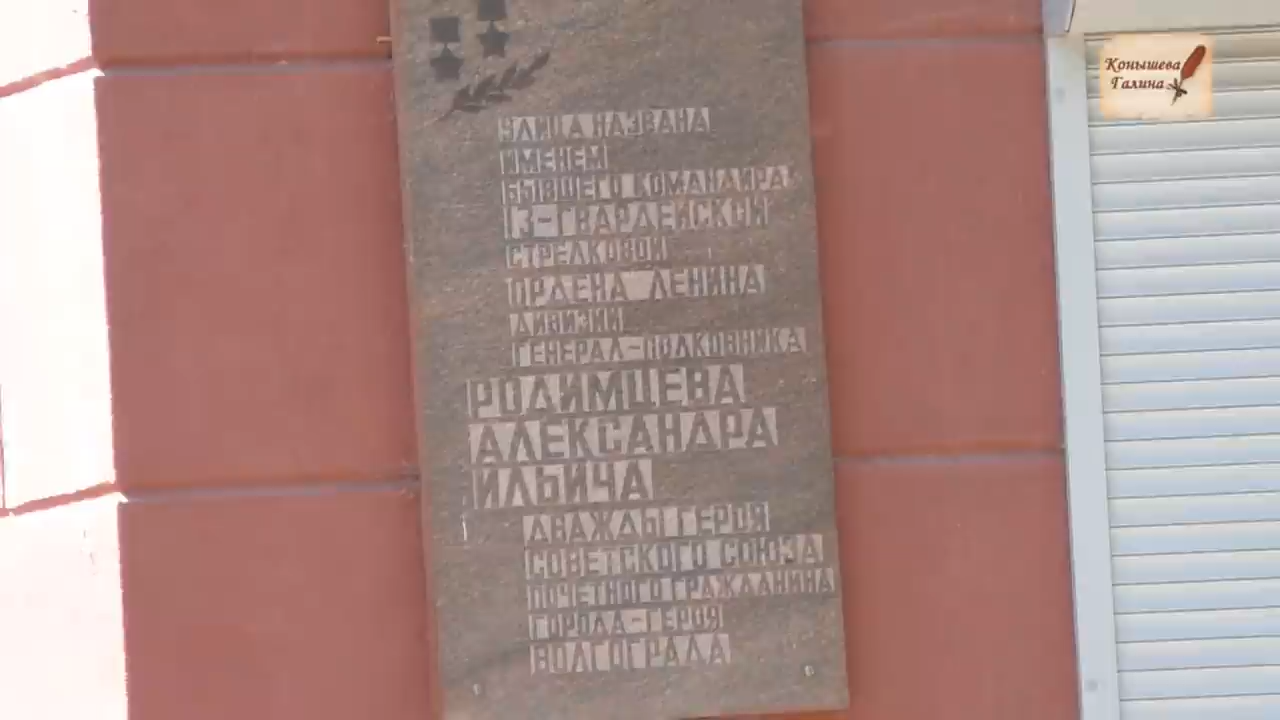 УЛИЦА НАЗВАНА
ИМЕНЕМ
БЫВШЕГО КОМАНДИРА
13-ГВАРДЕЙСКОЙ
СТРЕЛКОВОЙ
ОРДЕНА ЛЕНИНА
ДИВИЗИИ
ГЕНЕРАЛ-ПОЛКОВНИКА
РОДИМЦЕВА
АЛЕКСАНДРА
ИЛЬИЧА
ДВАЖДЫ ГЕРОЯ
СОВЕТСКОГО СОЮЗА
ПОЧЕТНОГО ГРАЖДАНИНА
ГОРОДА-ГЕРОЯ
ВОЛГОГРАДА
Конышева
Галина